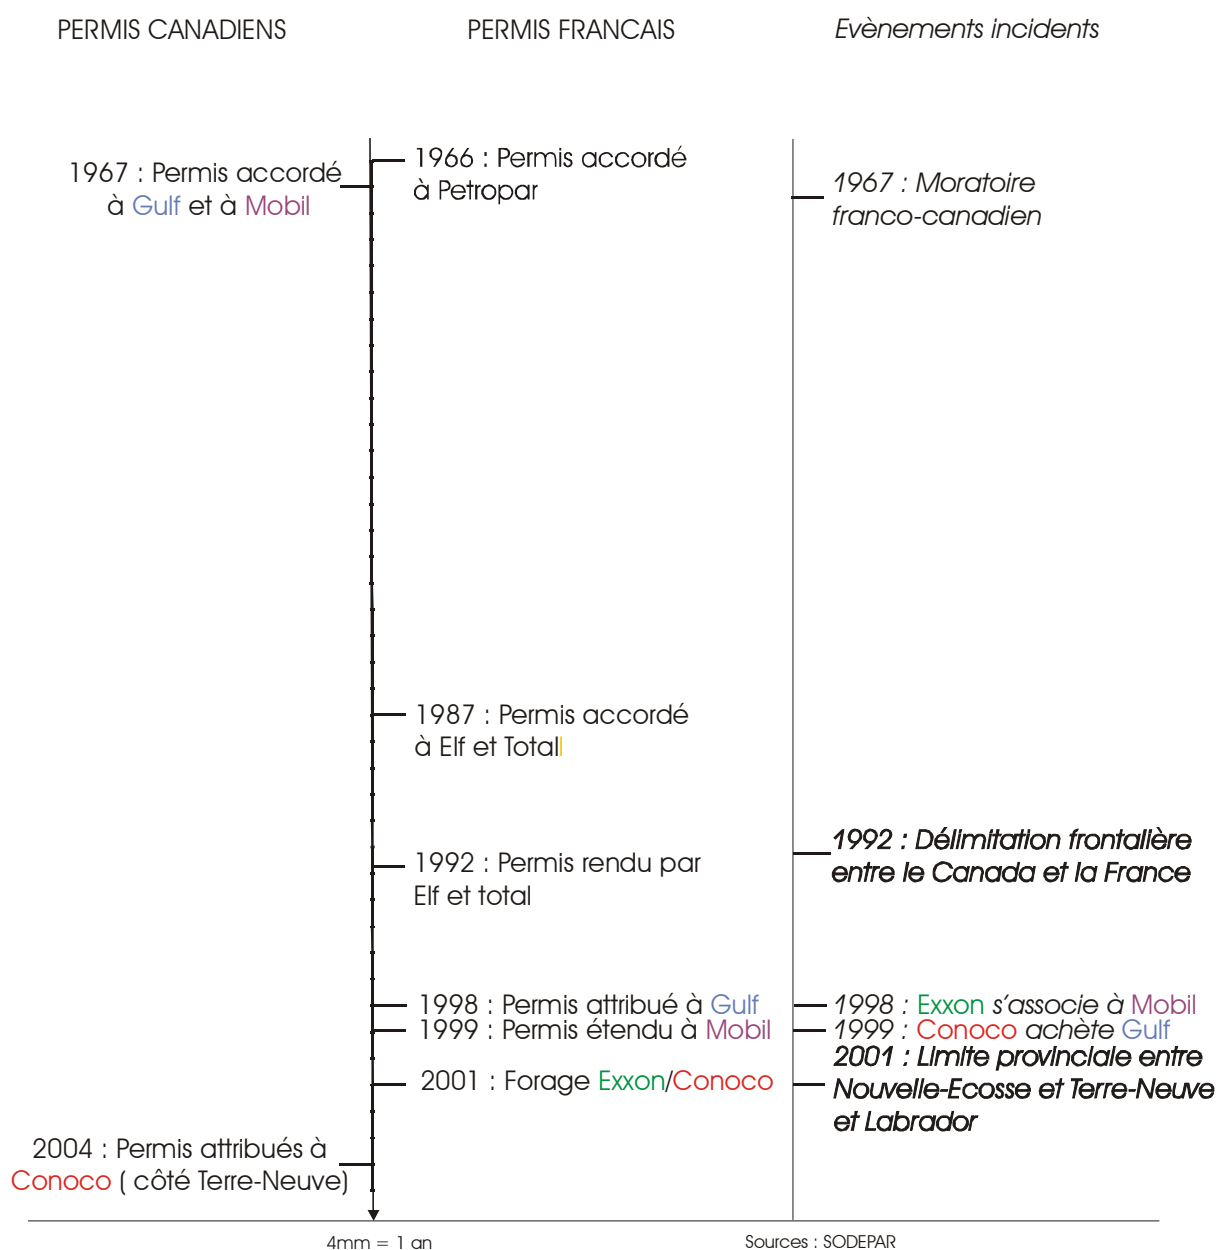 PERMIS CANADIENS
PERMIS FRANCAIS
Evènements incidents
1967 : Permis accordé
à Gulf et à Mobil
1966 : Permis accordé
à Petropar
1967 : Moratoire
franco-canadien
1987 : Permis accordé
à Elf et Total
1992 : Permis rendu par
Elf et total
1992 : Délimitation frontalière
entre le Canada et la France
1998 : Permis attribué à Gulf
1999 : Permis étendu à Mobil
2001 : Forage Exxon/Conoco
1998 : Exxon s'associe à Mobil
1999 : Conoco achète Gulf
2001 : Limite provinciale entre
Nouvelle-Ecosse et Terre-Neuve
et Labrador
2004 : Permis attribués à
Conoco ( côté Terre-Neuve)
4mm = 1 an
Sources : SODEPAR